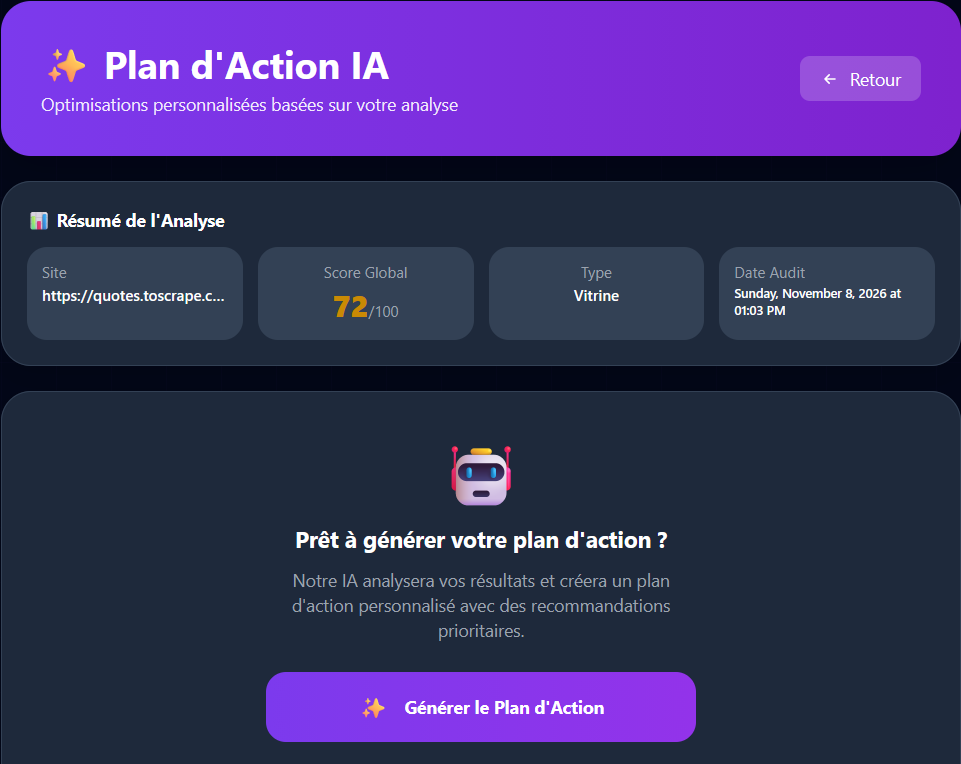 Plan d'Action IA
Optimisations personnalisées basées sur votre analyse
← Retour
Résumé de l'Analyse
Site
https://quotes.toscrape.c...
Score Global
72/100
Type
Vitrine
Date Audit
Sunday, November 8, 2026 at
01:03 PM
Prêt à générer votre plan d'action ?
Notre IA analysera vos résultats et créera un plan
d'action personnalisé avec des recommandations
prioritaires.
Générer le Plan d'Action